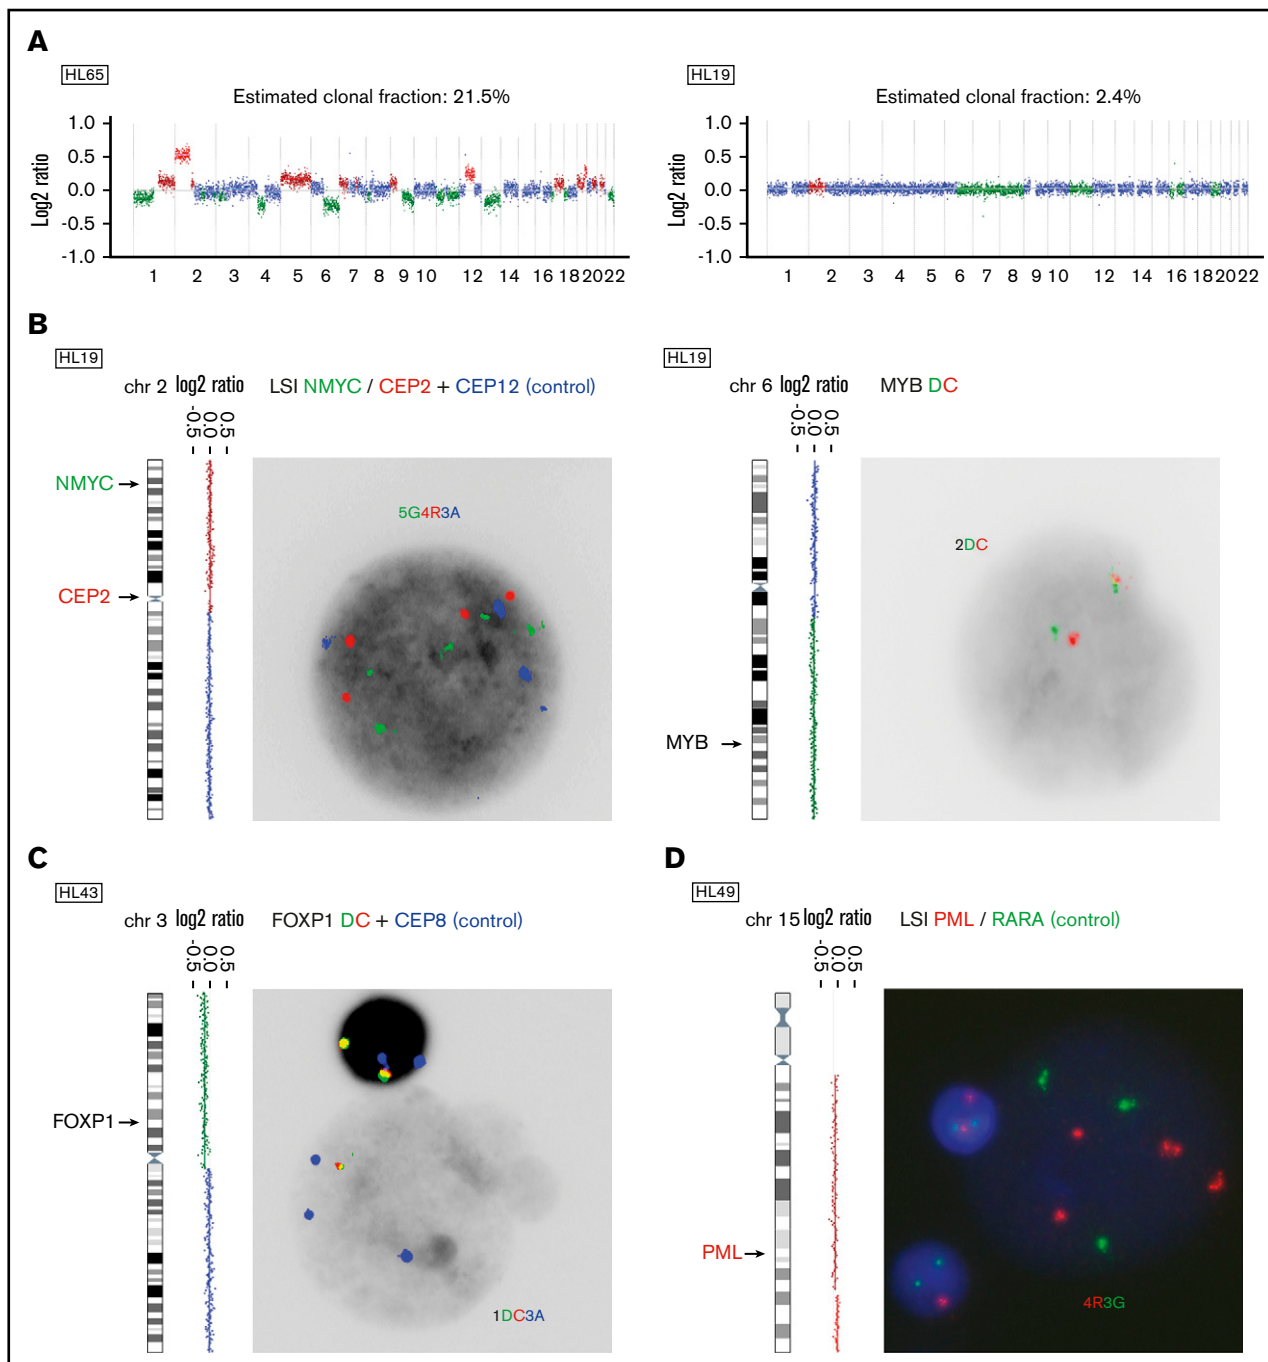 A
HL65
Estimated clonal fraction: 21.5%
Log2 ratio
1.0
0.5
0.0
-0.5
-1.0
1 2 3 4 5 6 7 8 9 10 12 14 16 18 20 22
HL19
Estimated clonal fraction: 2.4%
Log2 ratio
1.0
0.5
0.0
-0.5
-1.0
1 2 3 4 5 6 7 8 9 10 12 14 16 18 20 22
B
HL19
chr 2 log2 ratio
LSI NMYC / CEP2 + CEP12 (control)
-0.5 0.0 0.5
NMYC
CEP2
5G4R3A
HL19
chr 6 log2 ratio
MYB DC
-0.5 0.0 0.5
MYB
2DC
C
HL43
chr 3 log2 ratio
FOXP1 DC + CEP8 (control)
-0.5 0.0 0.5
FOXP1
1DC3A
D
HL49
chr 15 log2 ratio
LSI PML / RARA (control)
-0.5 0.0 0.5
PML
4R3G